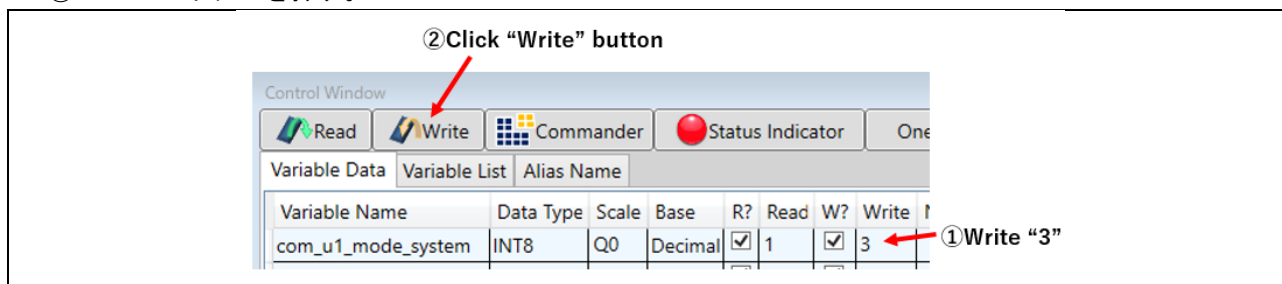 ②Click “Write” button
Control Window
Read Write Commander Status Indicator One
Variable Data Variable List Alias Name
Variable Name Data Type Scale Base R? Read W? Write
com_u1_mode_system INT8 Q0 Decimal 1 3
①Write “3”